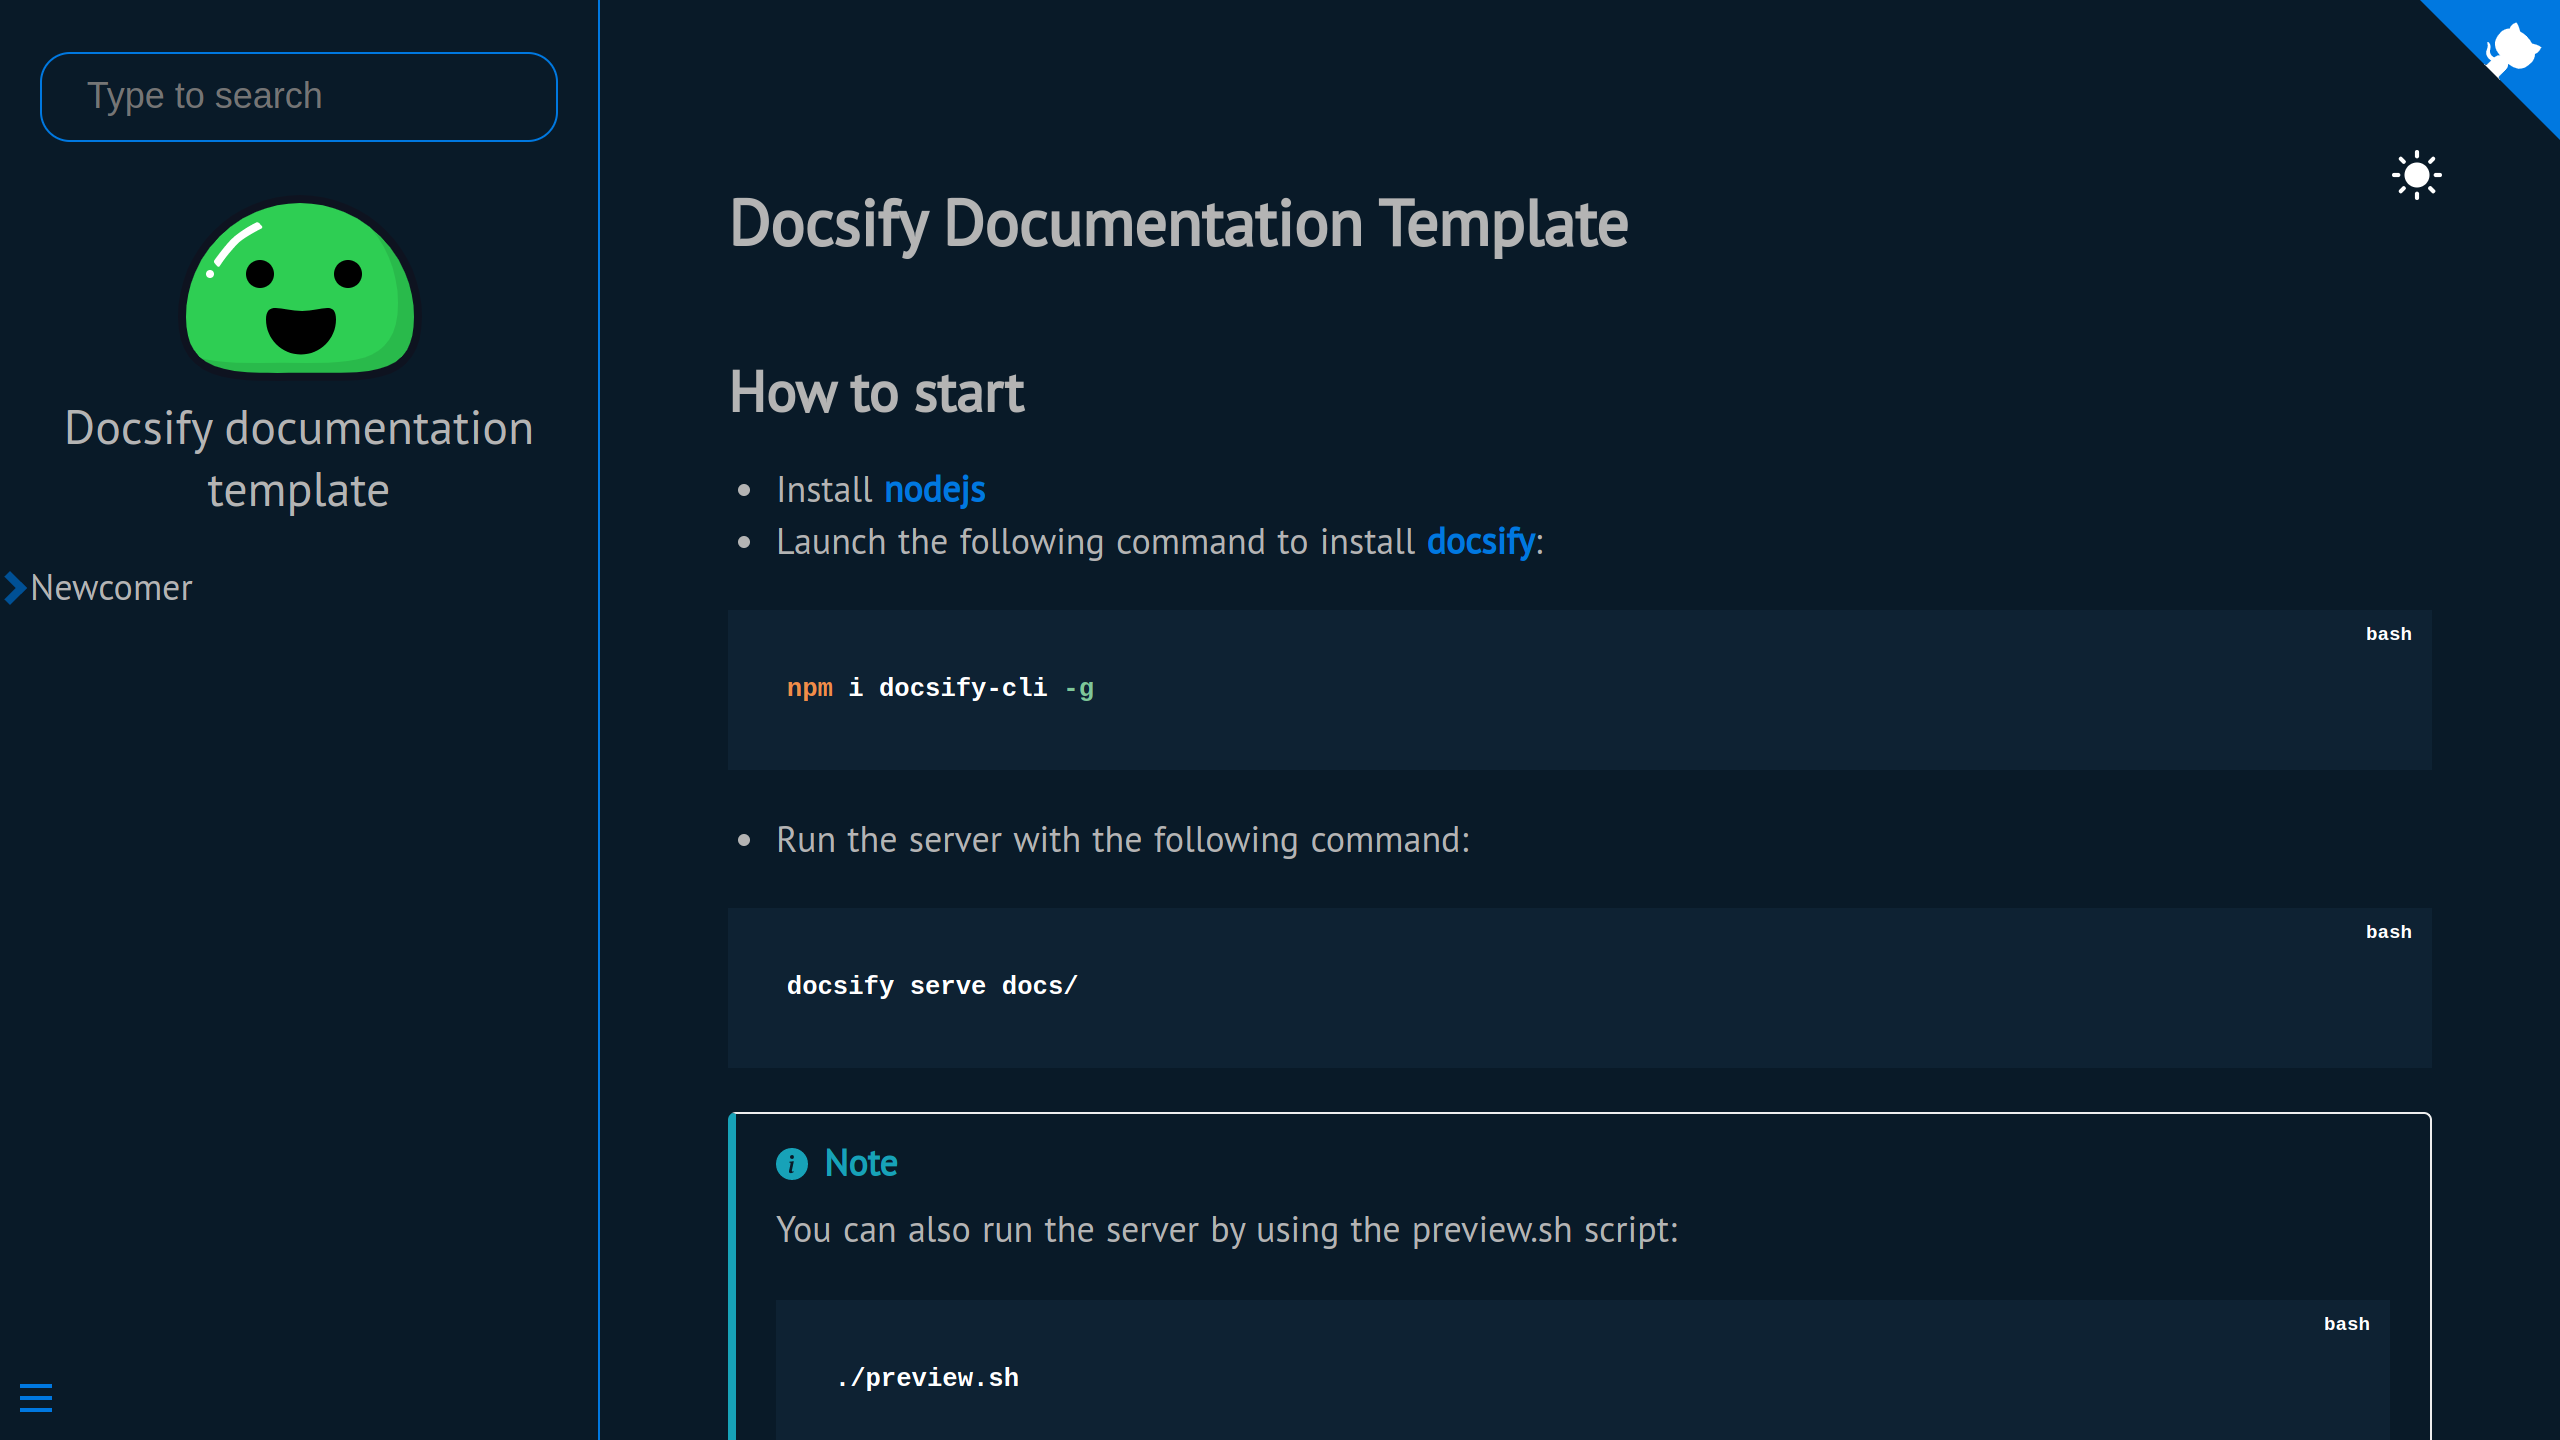 Type to search
Docsify documentation
template
Newcomer
Docsify Documentation Template
How to start
Install nodejs
Launch the following command to install docsify:
bash
npm i docsify-cli -g
Run the server with the following command:
bash
docsify serve docs/
Note
You can also run the server by using the preview.sh script:
bash
./preview.sh